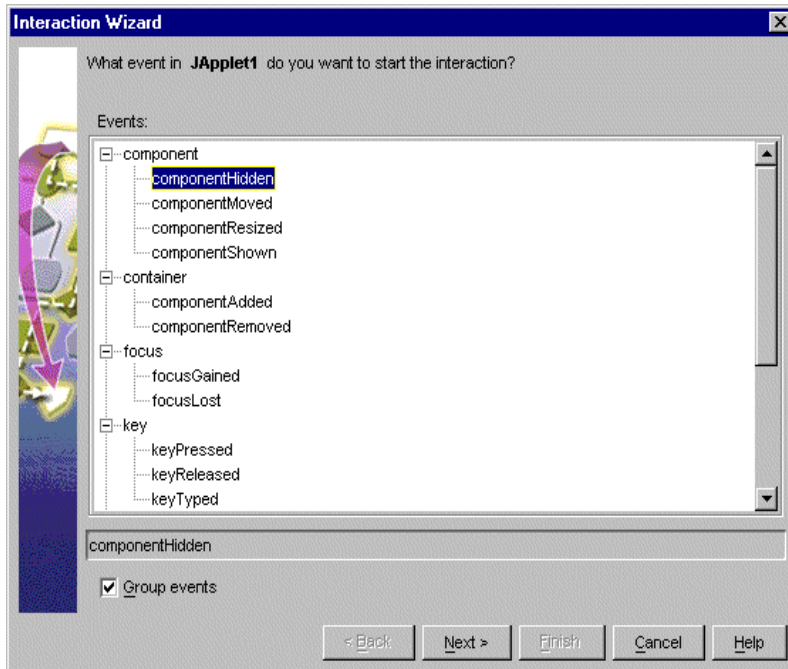 Interaction Wizard
What event in JApplet1 do you want to start the interaction?
Events:
component
componentHidden
componentMoved
componentResized
componentShown
container
componentAdded
componentRemoved
focus
focusGained
focusLost
key
keyPressed
keyReleased
keyTyped
componentHidden
Group events
< Back Next > Finish Cancel Help